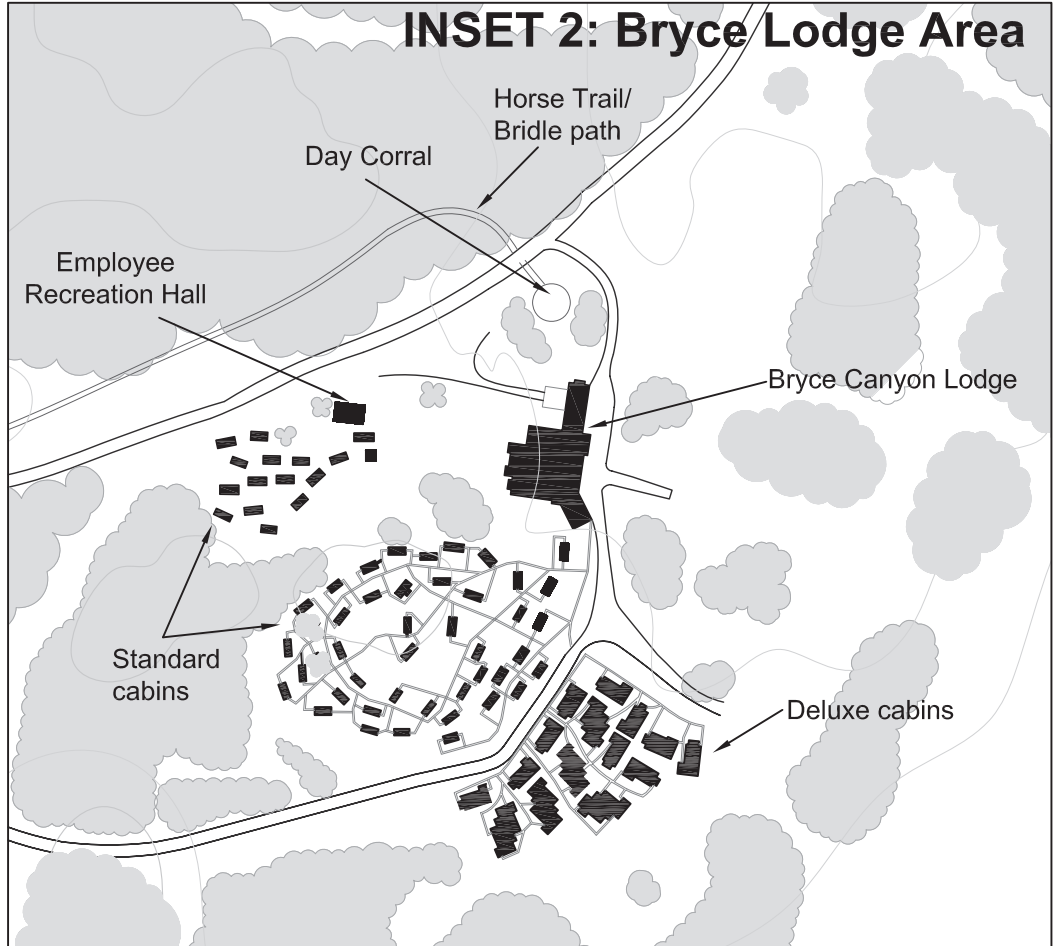 INSET 2: Bryce Lodge Area
Horse Trail/
Bridle path
Day Corral
Employee
Recreation Hall
Bryce Canyon Lodge
Standard
cabins
Deluxe cabins